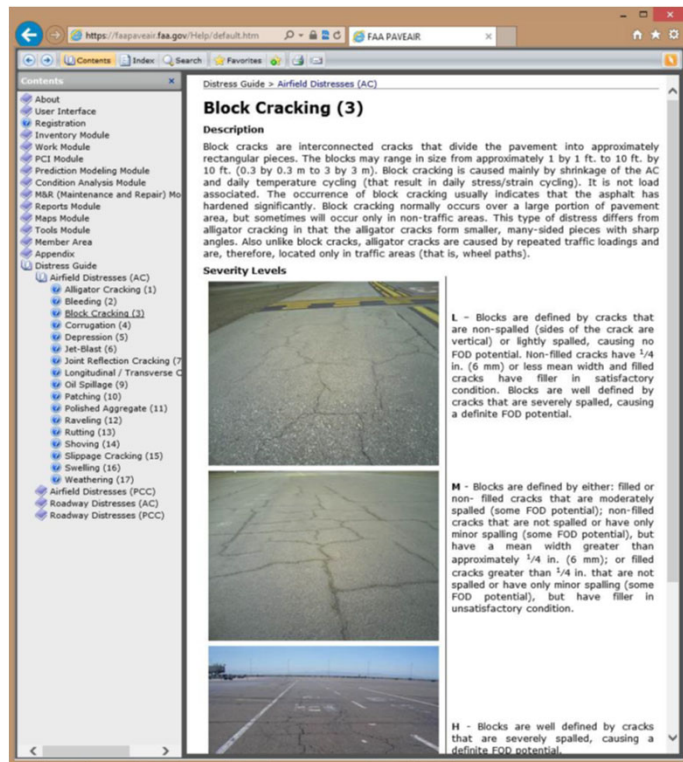 https://faapaveair.faa.gov/Help/default.htm
FAA PAVEAIR
Contents Index Search Favorites
Contents
About
User Interface
Registration
Inventory Module
Work Module
PCI Module
Prediction Modeling Module
Condition Analysis Module
M&R (Maintenance and Repair) Mo
Reports Module
Maps Module
Tools Module
Member Area
Appendix
Distress Guide
Airfield Distresses (AC)
Alligator Cracking (1)
Bleeding (2)
Block Cracking (3)
Corrugation (4)
Depression (5)
Jet-Blast (6)
Joint Reflection Cracking (7
Longitudinal / Transverse C
Oil Spillage (9)
Patching (10)
Polished Aggregate (11)
Raveling (12)
Rutting (13)
Shoving (14)
Slippage Cracking (15)
Swelling (16)
Weathering (17)
Airfield Distresses (PCC)
Roadway Distresses (AC)
Roadway Distresses (PCC)
Distress Guide > Airfield Distresses (AC)
Block Cracking (3)
Description
Block cracks are interconnected cracks that divide the pavement into approximately
rectangular pieces. The blocks may range in size from approximately 1 by 1 ft. to 10 ft. by
10 ft. (0.3 by 0.3 m to 3 by 3 m). Block cracking is caused mainly by shrinkage of the AC
and daily temperature cycling (that result in daily stress/strain cycling). It is not load
associated. The occurrence of block cracking usually indicates that the asphalt has
hardened significantly. Block cracking normally occurs over a large portion of pavement
area, but sometimes will occur only in non-traffic areas. This type of distress differs from
alligator cracking in that the alligator cracks form smaller, many-sided pieces with sharp
angles. Also unlike block cracks, alligator cracks are caused by repeated traffic loadings and
are, therefore, located only in traffic areas (that is, wheel paths).
Severity Levels
L – Blocks are defined by cracks that
are non-spalled (sides of the crack are
vertical) or lightly spalled, causing no
FOD potential. Non-filled cracks have 1/4
in. (6 mm) or less mean width and filled
cracks have filler in satisfactory
condition. Blocks are well defined by
cracks that are severely spalled, causing
a definite FOD potential.
M - Blocks are defined by either: filled or
non- filled cracks that are moderately
spalled (some FOD potential); non-filled
cracks that are not spalled or have only
minor spalling (some FOD potential), but
have a mean width greater than
approximately 1/4 in. (6 mm); or filled
cracks greater than 1/4 in. that are not
spalled or have only minor spalling (some
FOD potential), but have filler in
unsatisfactory condition.
H - Blocks are well defined by cracks
that are severely spalled, causing a
definite FOD potential.